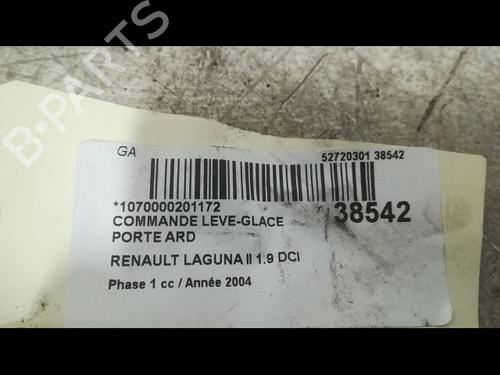 B-PARTS
GA
52720301 38542
*1070000201172
38542
COMMANDE LEVE-GLACE
PORTE ARD
RENAULT LAGUNA II 1.9 DCI
Phase 1 cc / Année 2004